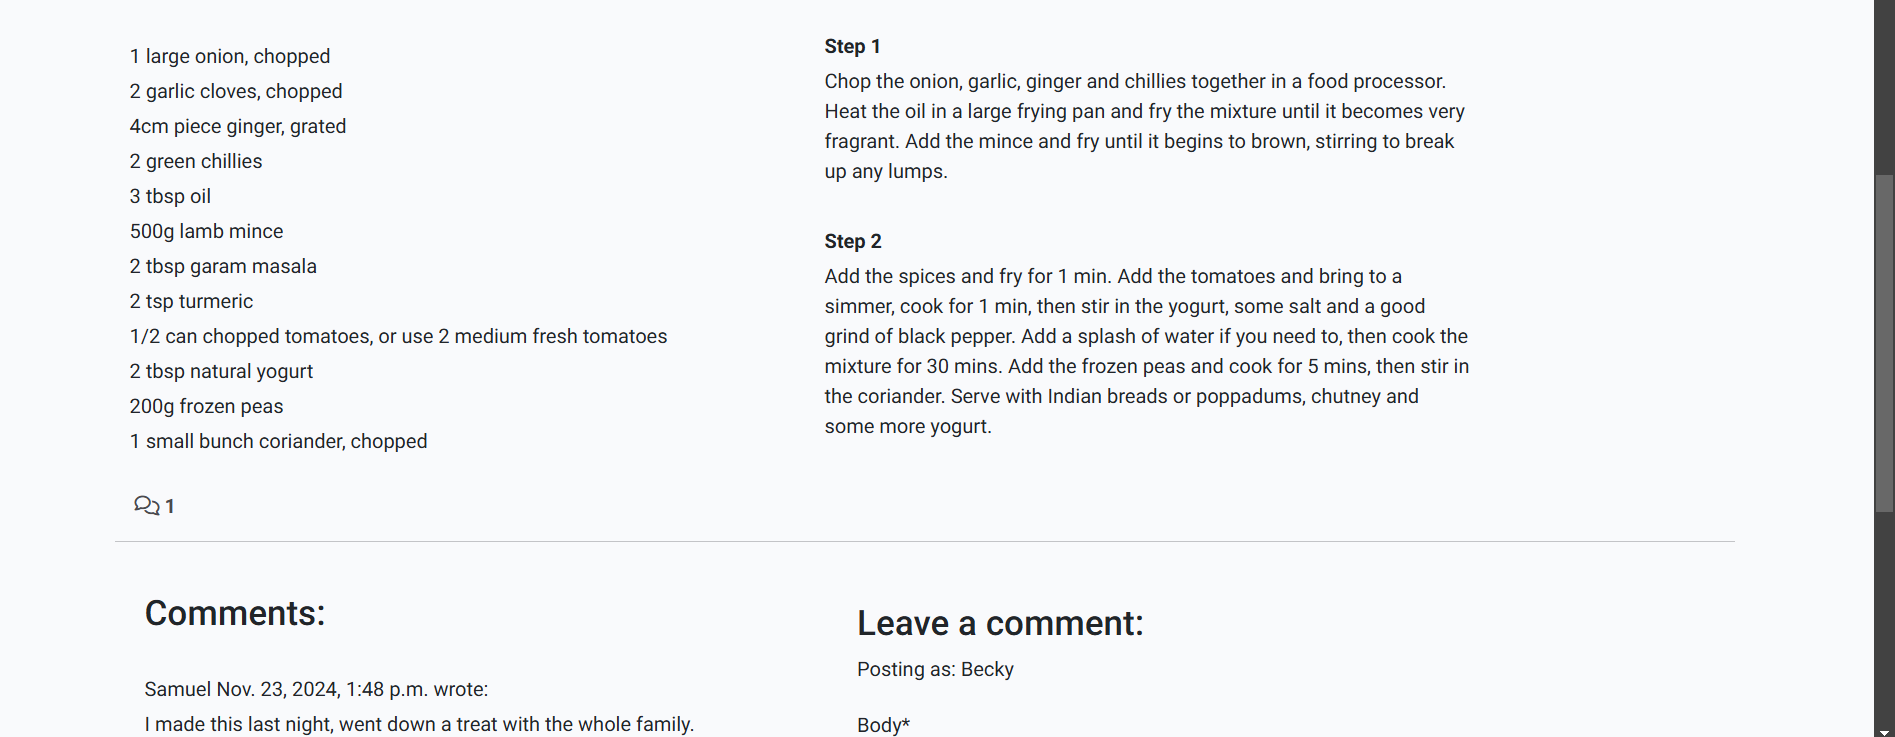 1 large onion, chopped
2 garlic cloves, chopped
4cm piece ginger, grated
2 green chillies
3 tbsp oil
500g lamb mince
2 tbsp garam masala
2 tsp turmeric
1/2 can chopped tomatoes, or use 2 medium fresh tomatoes
2 tbsp natural yogurt
200g frozen peas
1 small bunch coriander, chopped
Step 1
Chop the onion, garlic, ginger and chillies together in a food processor.
Heat the oil in a large frying pan and fry the mixture until it becomes very
fragrant. Add the mince and fry until it begins to brown, stirring to break
up any lumps.
Step 2
Add the spices and fry for 1 min. Add the tomatoes and bring to a
simmer, cook for 1 min, then stir in the yogurt, some salt and a good
grind of black pepper. Add a splash of water if you need to, then cook the
mixture for 30 mins. Add the frozen peas and cook for 5 mins, then stir in
the coriander. Serve with Indian breads or poppadums, chutney and
some more yogurt.
1
Comments:
Samuel Nov. 23, 2024, 1:48 p.m. wrote:
I made this last night, went down a treat with the whole family.
Leave a comment:
Posting as: Becky
Body*